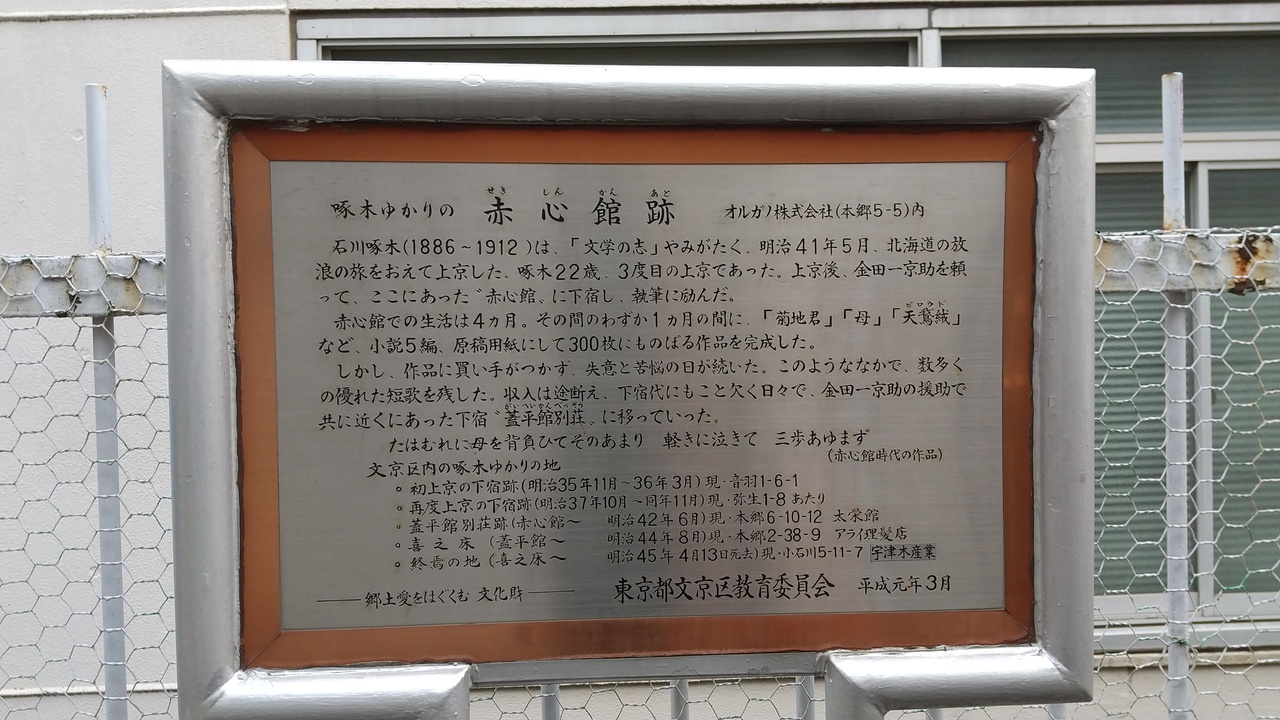 啄木ゆかりの 赤心館跡 オルガノ株式会社(本郷5-5)内
せき しん かん あと
石川啄木(1886～1912)は、「文学の志」やみがたく、明治41年5月、北海道の放
浪の旅をおえて上京した。啄木22歳、3度目の上京であった。上京後、金田一京助を頼
って、ここにあった〝赤心館〟に下宿し、執筆に励んだ。
赤心館での生活は4ヵ月。その間のわずか1ヵ月の間に、「菊地君」「母」「天鵞絨」
ビロウド
など、小説5編、原稿用紙にして300枚にものぼる作品を完成した。
しかし、作品に買い手がつかず、失意と苦悩の日が続いた。このようななかで、数多く
の優れた短歌を残した。収入は途断え、下宿代にもこと欠く日々で、金田一京助の援助で
共に近くにあった下宿〝蓋平館別荘〟に移っていった。
たはむれに母を背負ひてそのあまり 軽きに泣きて 三歩あゆまず
(赤心館時代の作品)
文京区内の啄木ゆかりの地
。初上京の下宿跡(明治35年11月～36年3月)現・音羽1-6-1
。再度上京の下宿跡(明治37年10月～同年11月)現・弥生1-8あたり
。蓋平館別荘跡(赤心館～ 明治42年6月)現・本郷6-10-12 太栄館
。喜之床 (蓋平館～ 明治44年8月)現・本郷2-38-9 アライ理髪店
。終焉の地 (喜之床～ 明治45年4月13日死去)現・小石川5-11-7 宇津木産業
――郷土愛をはぐくむ 文化財―― 東京都文京区教育委員会 平成元年3月